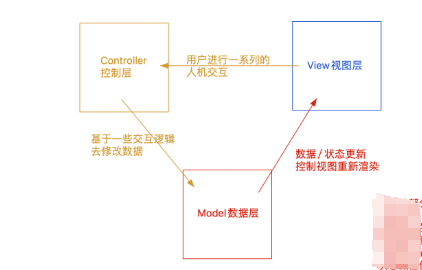 Controller
控制层
用户进行一系列的
人机交互
View视图层
基于一些交互逻辑
去修改数据
数据/状态更新
控制视图重新渲染
Model数据层